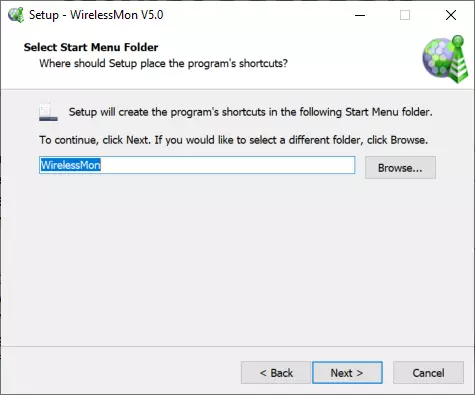 Setup - WirelessMon V5.0
Select Start Menu Folder
Where should Setup place the program's shortcuts?
Setup will create the program's shortcuts in the following Start Menu folder.
To continue, click Next. If you would like to select a different folder, click Browse.
WirelessMon
Browse...
< Back
Next >
Cancel